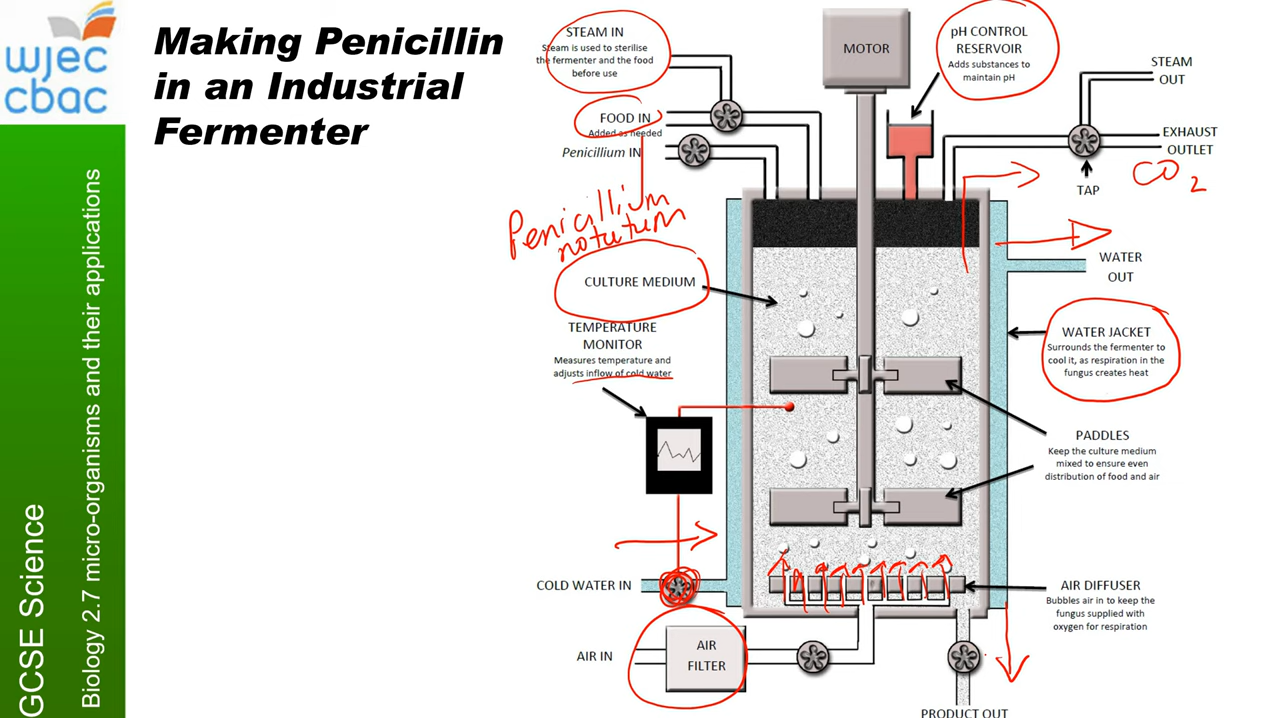 wjec
cbac
GCSE Science
Biology 2.7 micro-organisms and their applications
Making Penicillin
in an Industrial
Fermenter
STEAM IN
Steam is used to sterilise
the fermenter and the food
before use
FOOD IN
Added as needed
Penicillium IN
Penicillium
notatum
CULTURE MEDIUM
TEMPERATURE
MONITOR
Measures temperature and
adjusts inflow of cold water
COLD WATER IN
AIR IN
AIR
FILTER
MOTOR
pH CONTROL
RESERVOIR
Adds substances to
maintain pH
STEAM
OUT
EXHAUST
OUTLET
TAP
CO2
WATER
OUT
WATER JACKET
Surrounds the fermenter to
cool it, as respiration in the
fungus creates heat
PADDLES
Keep the culture medium
mixed to ensure even
distribution of food and air
AIR DIFFUSER
Bubbles air in to keep the
fungus supplied with
oxygen for respiration
PRODUCT OUT